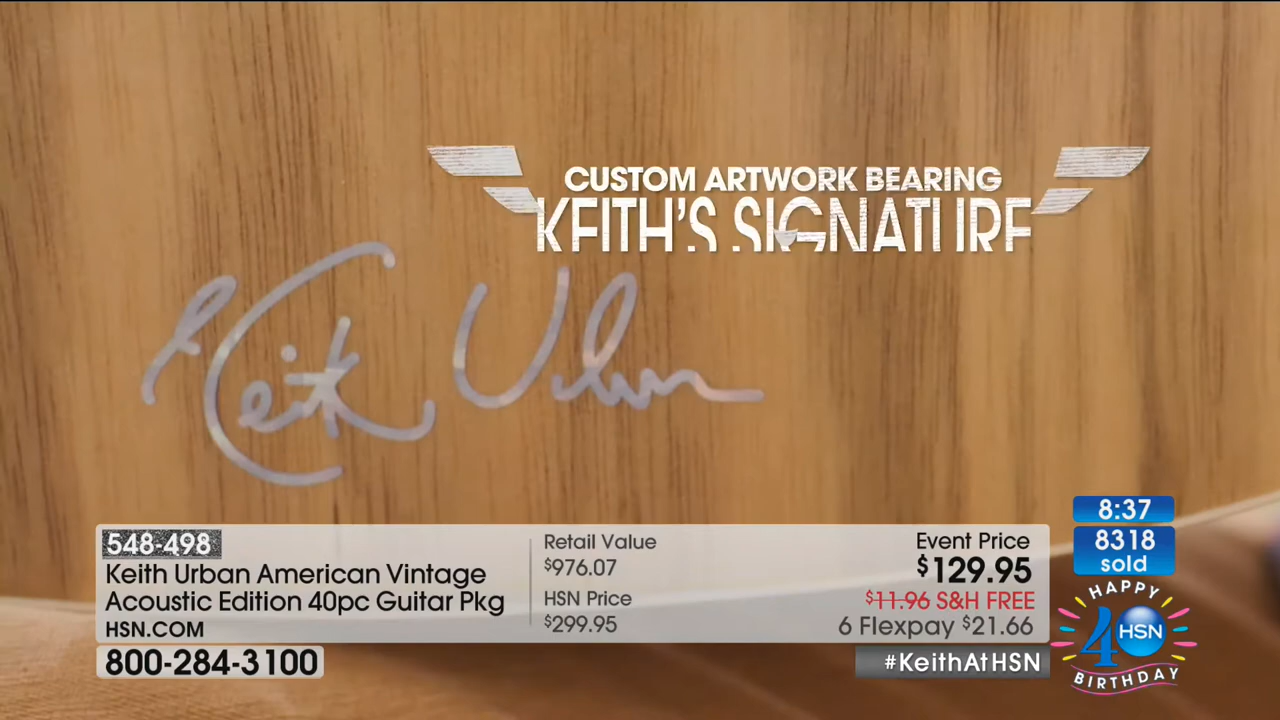 CUSTOM ARTWORK BEARING
KEITH'S SIGNATURE
Keith Urban
548-498
Keith Urban American Vintage
Acoustic Edition 40pc Guitar Pkg
HSN.COM
800-284-3100
Retail Value
$976.07
HSN Price
$299.95
Event Price
$129.95
$11.96 S&H FREE
6 Flexpay $21.66
#KeithAtHSN
8:37
8318
sold
HAPPY
40 HSN
BIRTHDAY